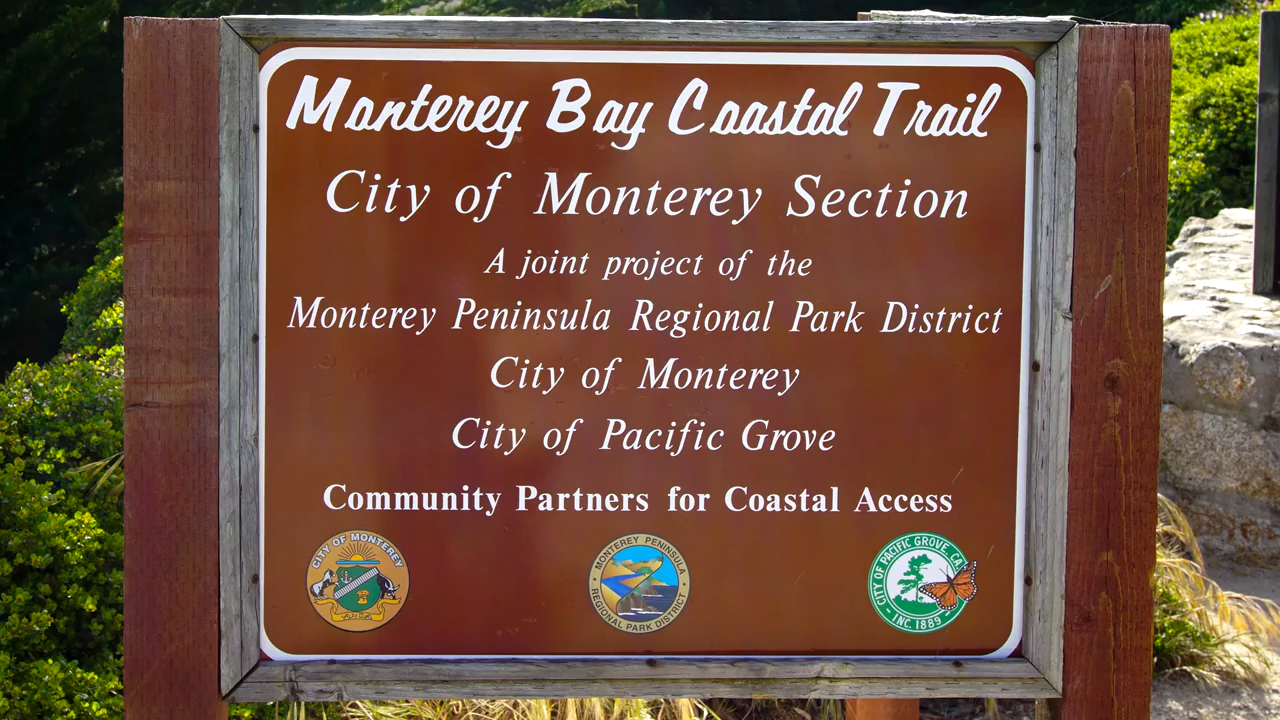 Monterey Bay Coastal Trail
City of Monterey Section
A joint project of the
Monterey Peninsula Regional Park District
City of Monterey
City of Pacific Grove
Community Partners for Coastal Access
CITY OF MONTEREY
MONTEREY PENINSULA
REGIONAL PARK DISTRICT
CITY OF PACIFIC GROVE, CA.
INC. 1889